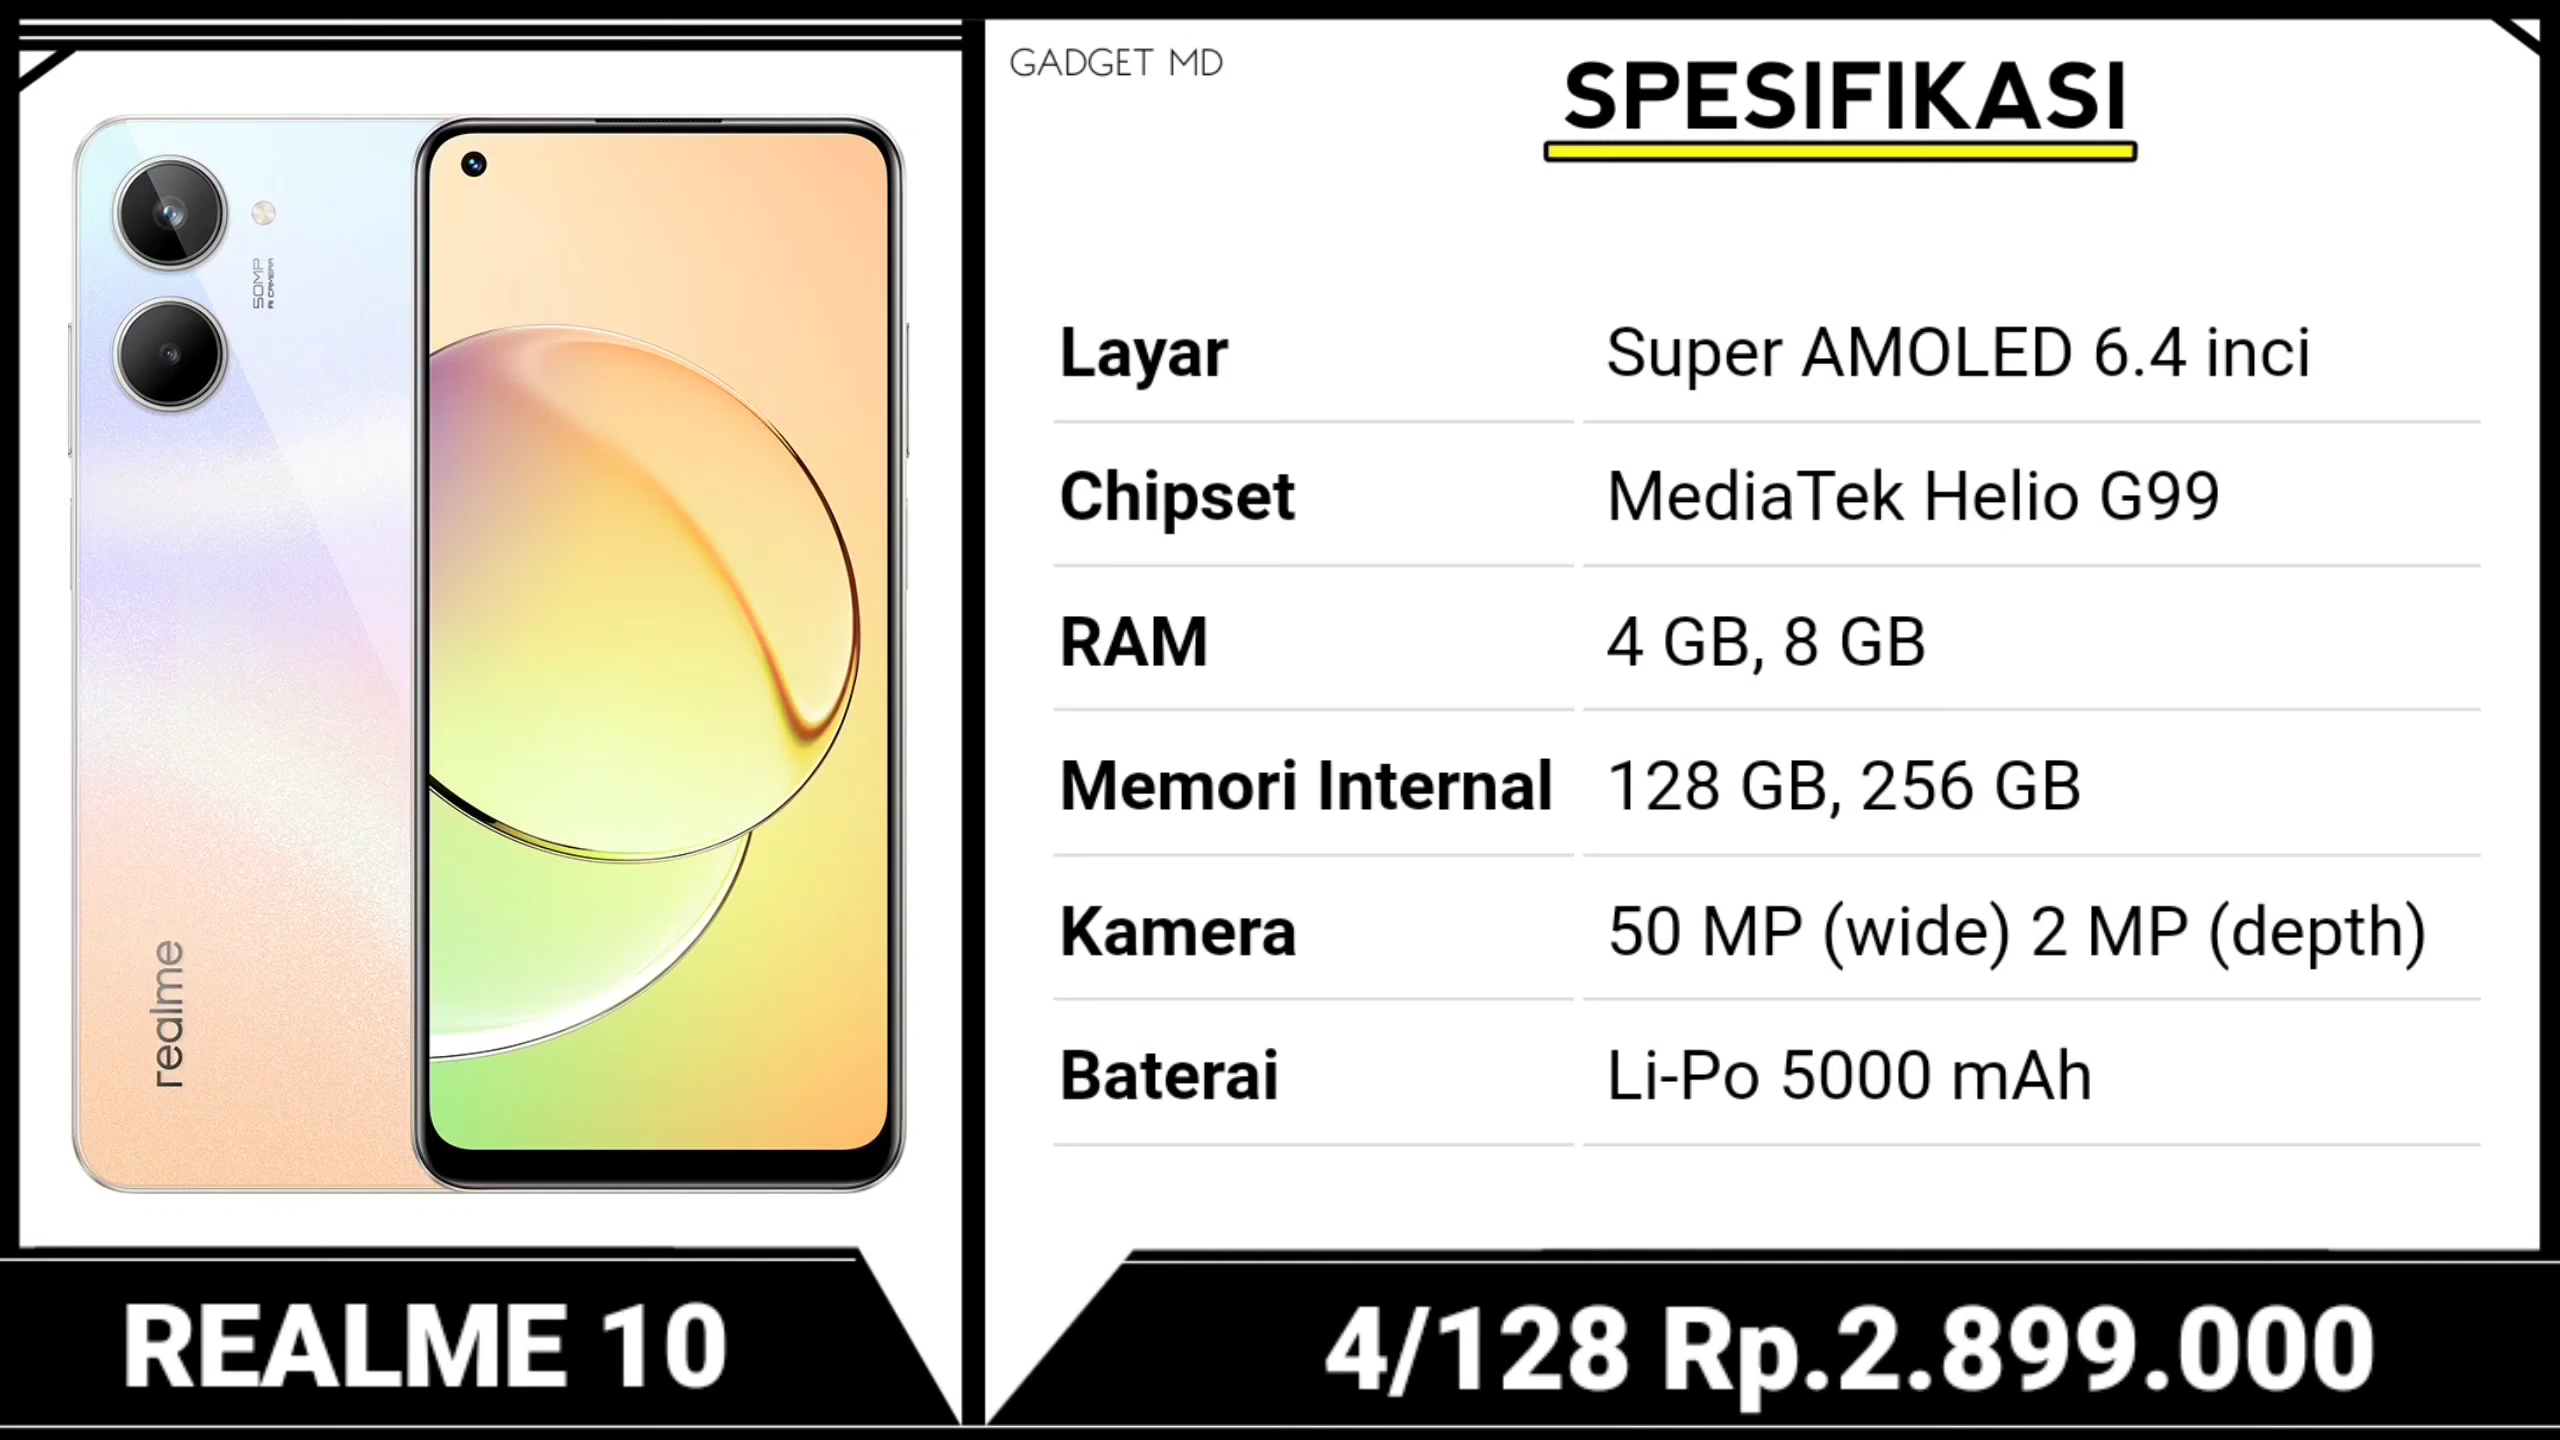 GADGET MD
SPESIFIKASI
50MP
AI CAMERA
realme
Layar Super AMOLED 6.4 inci
Chipset MediaTek Helio G99
RAM 4 GB, 8 GB
Memori Internal 128 GB, 256 GB
Kamera 50 MP (wide) 2 MP (depth)
Baterai Li-Po 5000 mAh
REALME 10
4/128 Rp.2.899.000